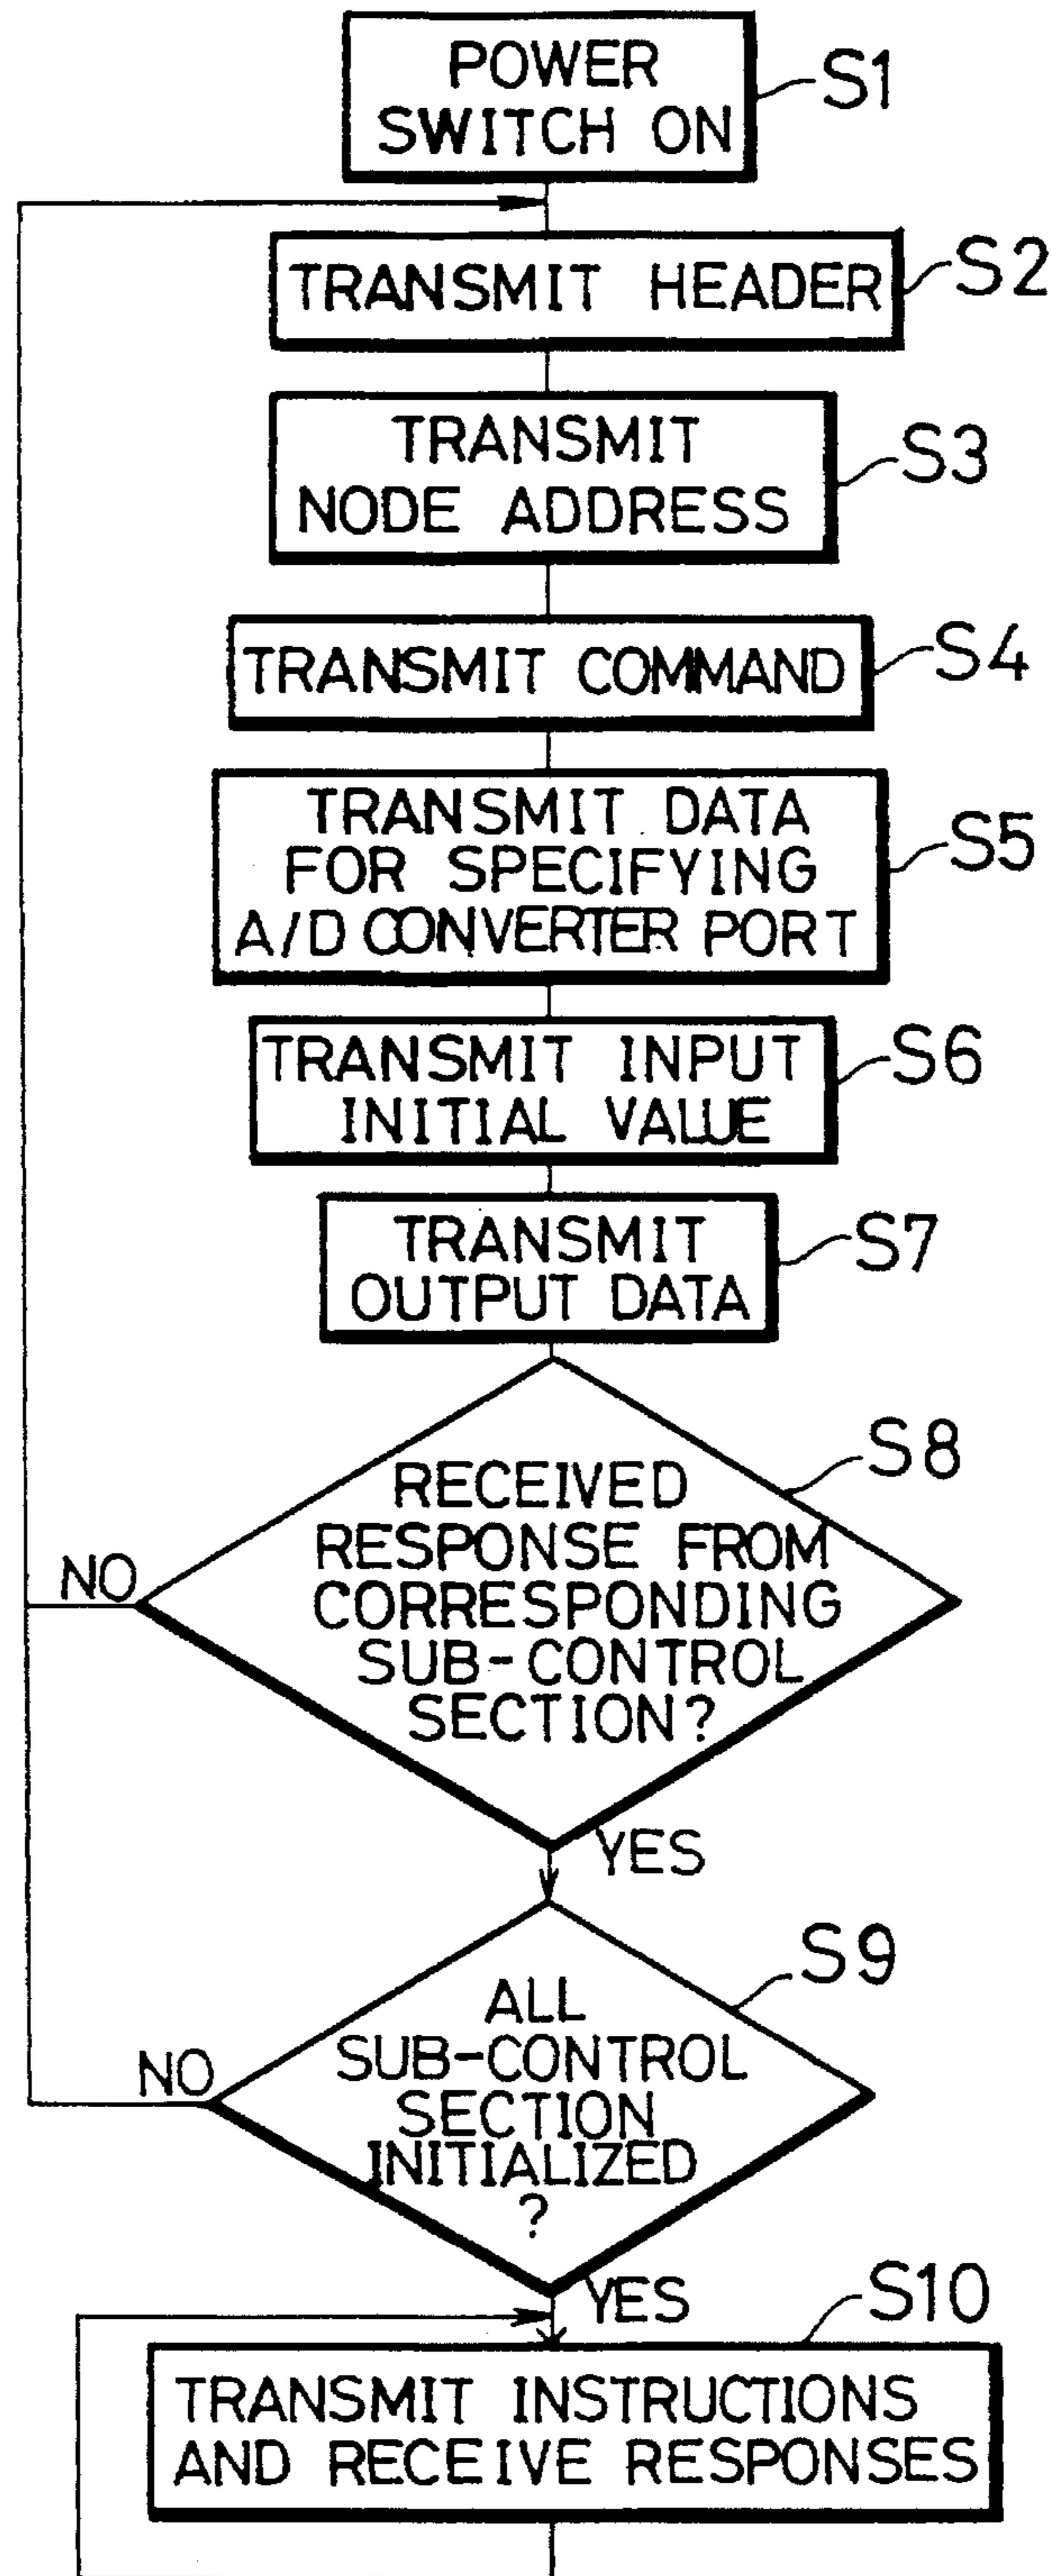 POWER
SWITCH ON
S1
TRANSMIT HEADER
S2
TRANSMIT
NODE ADDRESS
S3
TRANSMIT COMMAND
S4
TRANSMIT DATA
FOR SPECIFYING
A/D CONVERTER PORT
S5
TRANSMIT INPUT
INITIAL VALUE
S6
TRANSMIT
OUTPUT DATA
S7
RECEIVED
RESPONSE FROM
CORRESPONDING
SUB-CONTROL
SECTION?
S8
NO
YES
ALL
SUB-CONTROL
SECTION
INITIALIZED
?
S9
NO
YES
TRANSMIT INSTRUCTIONS
AND RECEIVE RESPONSES
S10